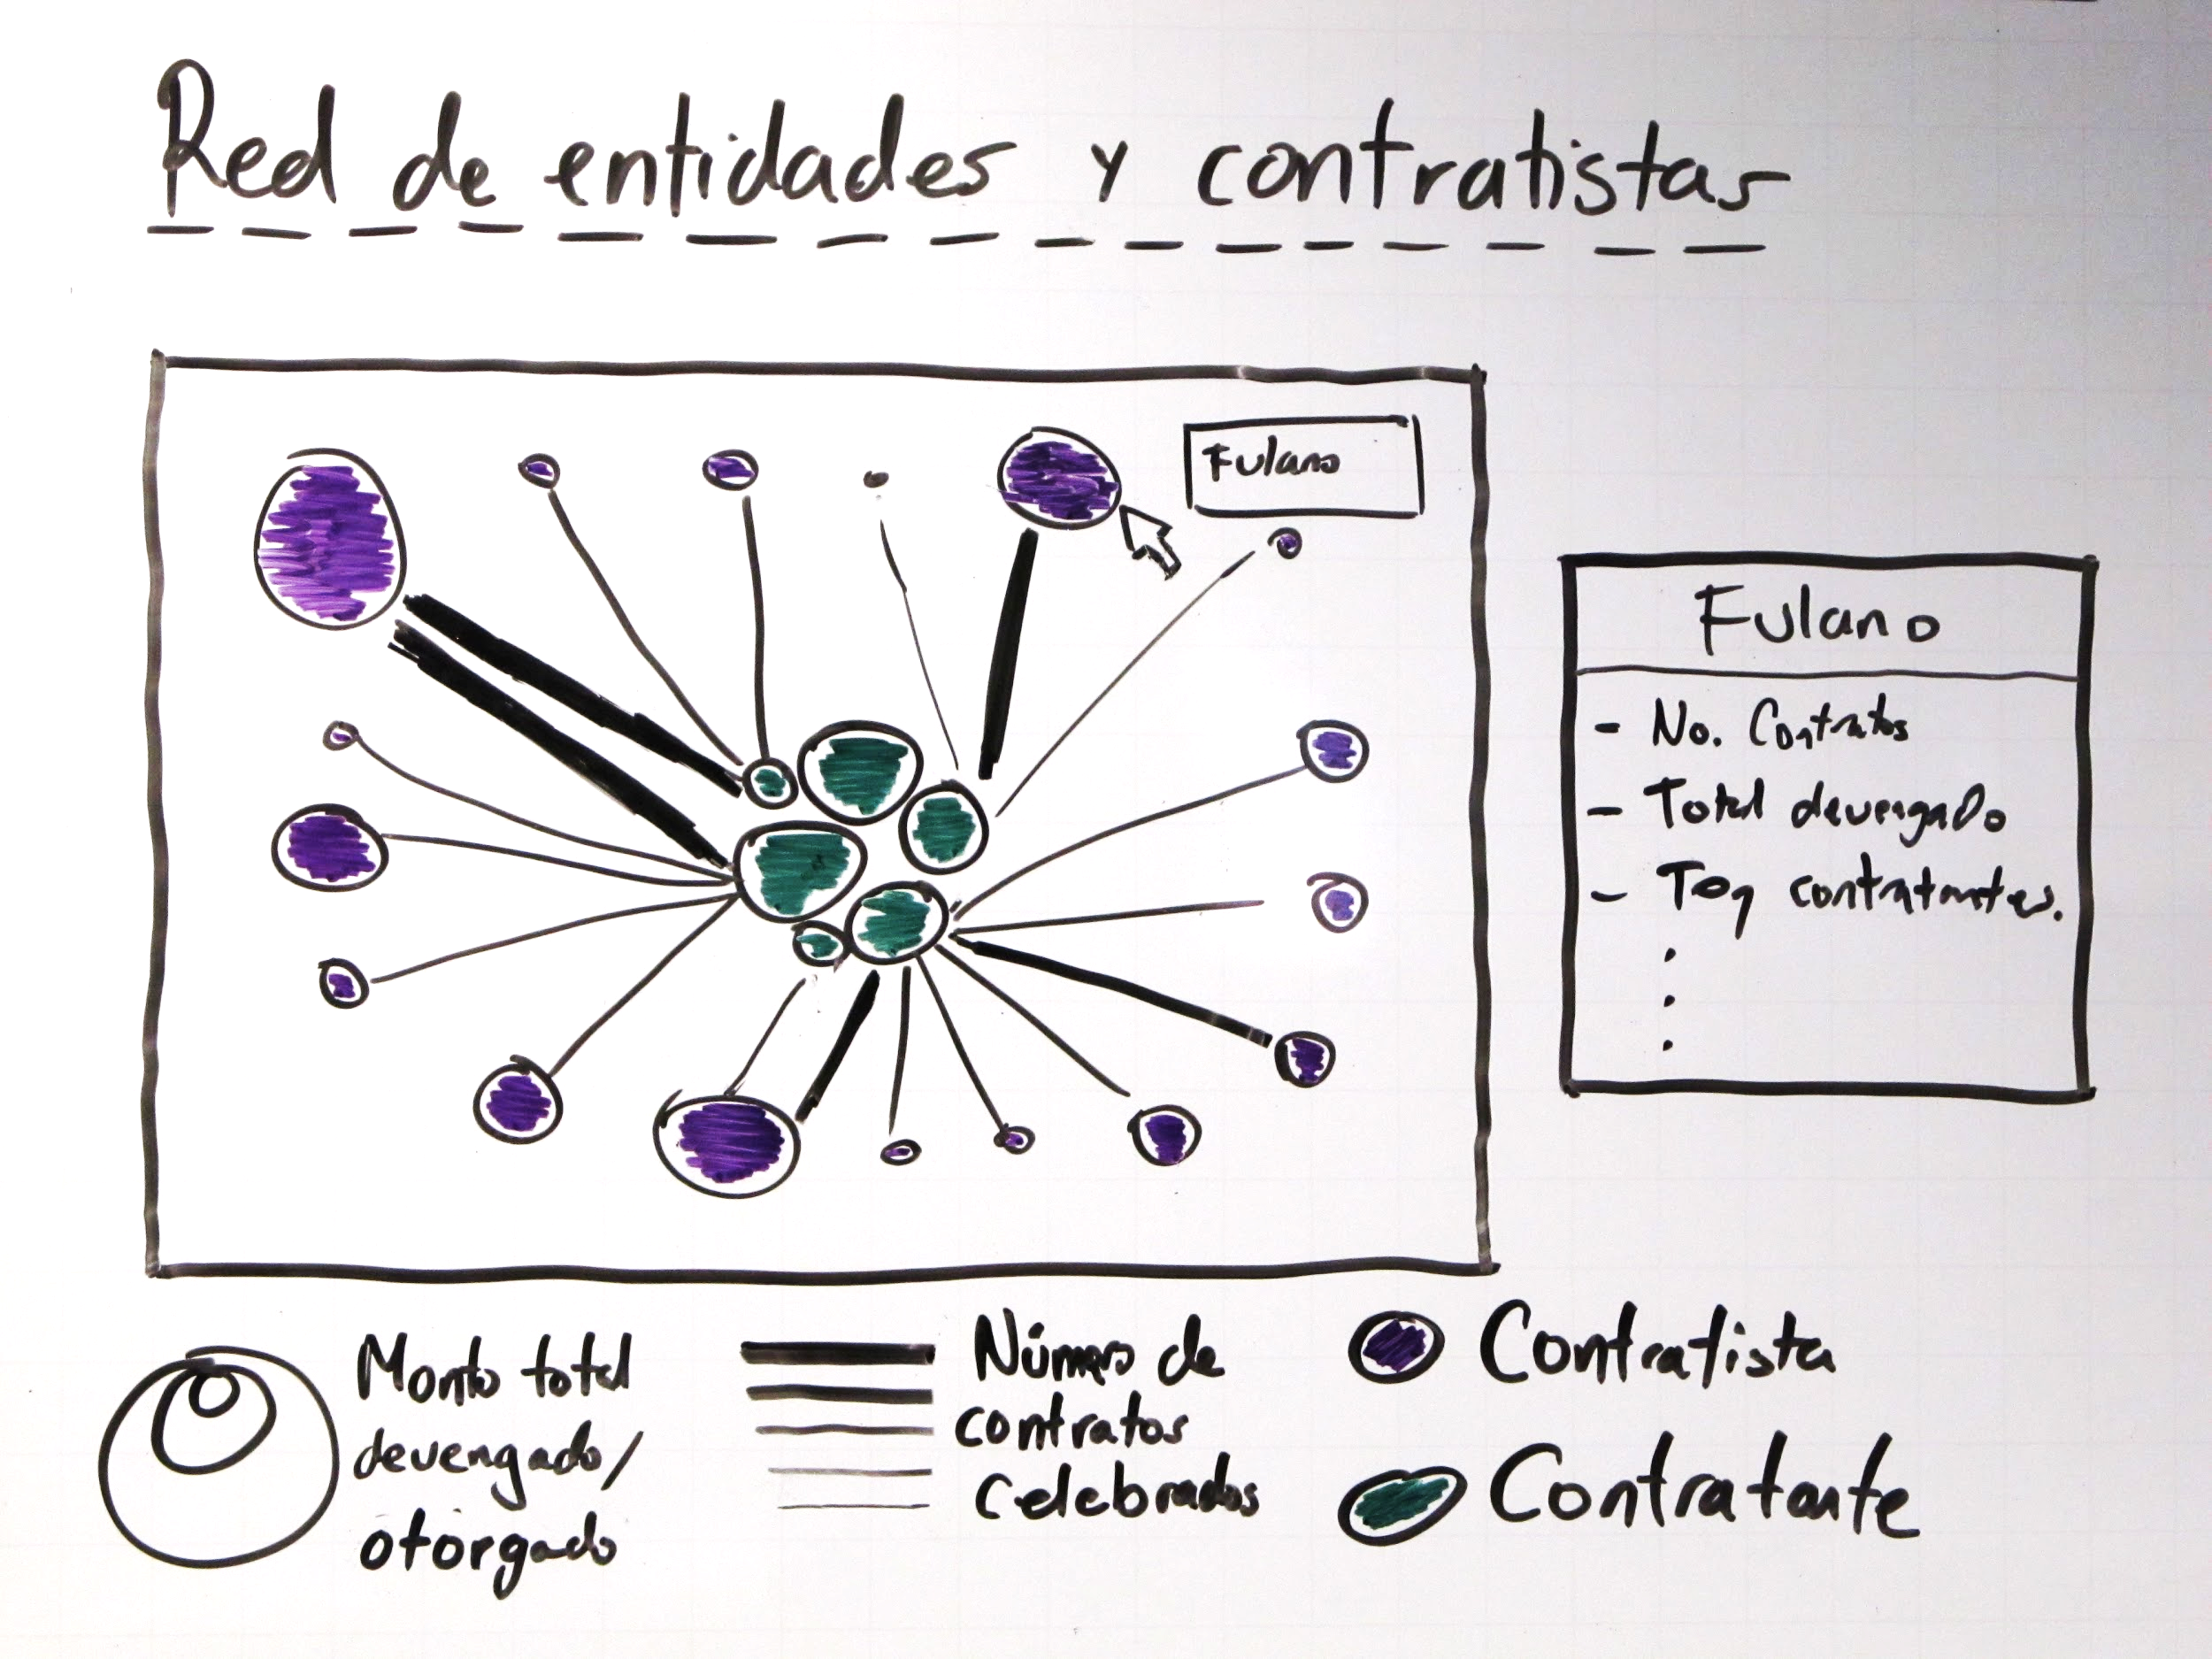 Red de entidades y contratistas
Fulano
Fulano
- No. Contratos
- Total devengado
- Top contratantes.
Monto total
devengado/
otorgado
Número de
contratos
celebrados
Contratista
Contratante